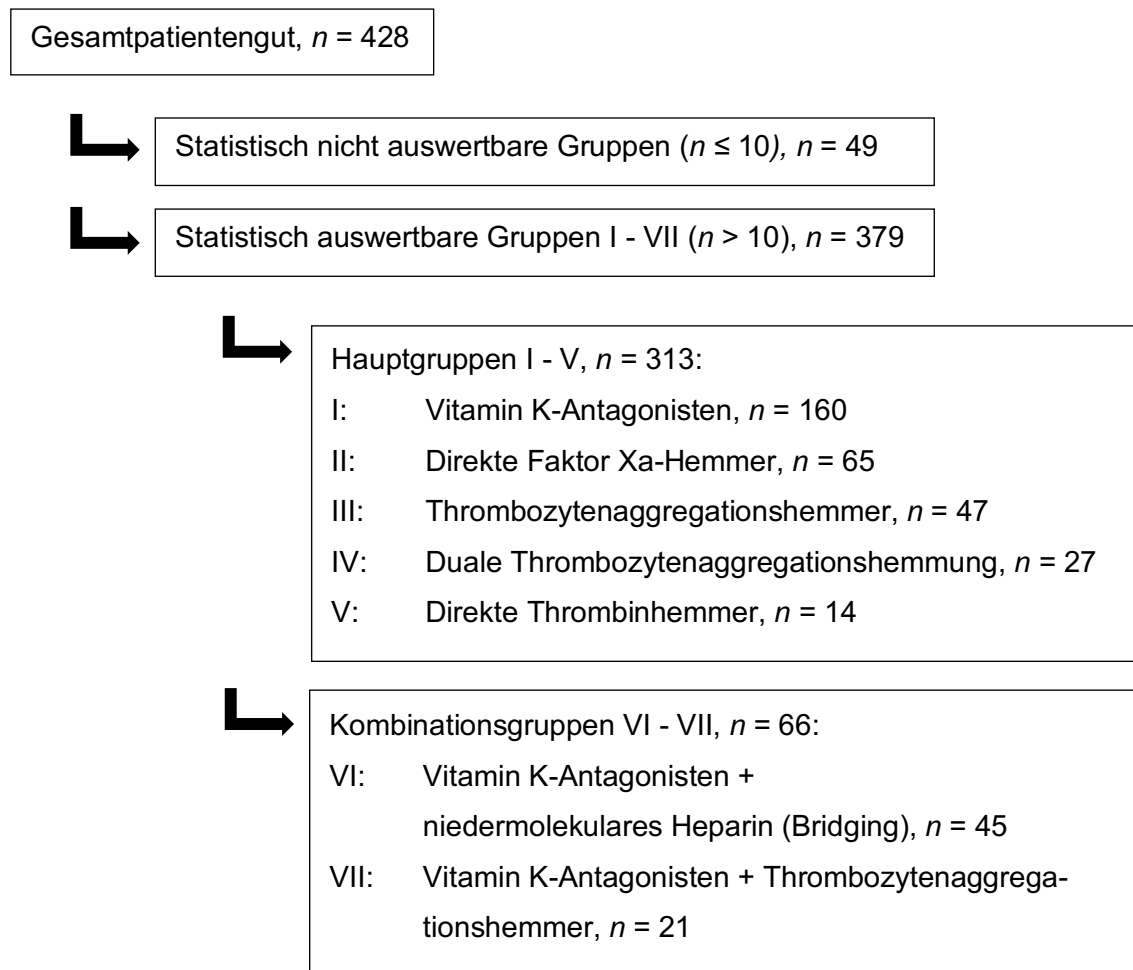 Gesamtpatientengut, n = 428
Statistisch nicht auswertbare Gruppen (n ≤ 10), n = 49
Statistisch auswertbare Gruppen I - VII (n > 10), n = 379
Hauptgruppen I - V, n = 313:
I: Vitamin K-Antagonisten, n = 160
II: Direkte Faktor Xa-Hemmer, n = 65
III: Thrombozytenaggregationshemmer, n = 47
IV: Duale Thrombozytenaggregationshemmung, n = 27
V: Direkte Thrombinhemmer, n = 14
Kombinationsgruppen VI - VII, n = 66:
VI: Vitamin K-Antagonisten +
niedermolekulares Heparin (Bridging), n = 45
VII: Vitamin K-Antagonisten + Thrombozytenaggrega-
tionshemmer, n = 21